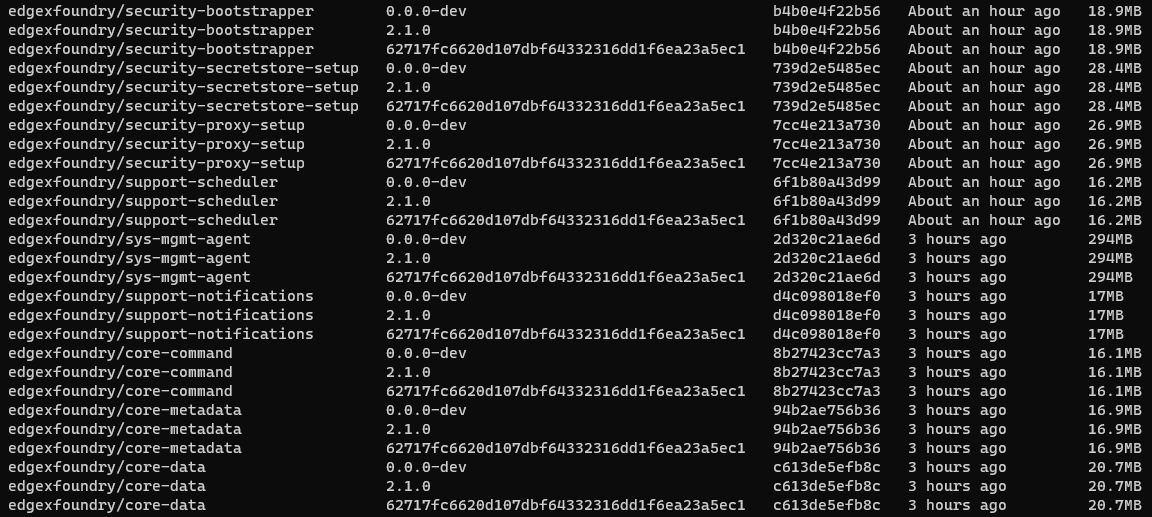 edgexfoundry/security-bootstrapper 0.0.0-dev b4b0e4f22b56 About an hour ago 18.9MB
edgexfoundry/security-bootstrapper 2.1.0 b4b0e4f22b56 About an hour ago 18.9MB
edgexfoundry/security-bootstrapper 62717fc6620d107dbf64332316dd1f6ea23a5ec1 b4b0e4f22b56 About an hour ago 18.9MB
edgexfoundry/security-secretstore-setup 0.0.0-dev 739d2e5485ec About an hour ago 28.4MB
edgexfoundry/security-secretstore-setup 2.1.0 739d2e5485ec About an hour ago 28.4MB
edgexfoundry/security-secretstore-setup 62717fc6620d107dbf64332316dd1f6ea23a5ec1 739d2e5485ec About an hour ago 28.4MB
edgexfoundry/security-proxy-setup 0.0.0-dev 7cc4e213a730 About an hour ago 26.9MB
edgexfoundry/security-proxy-setup 2.1.0 7cc4e213a730 About an hour ago 26.9MB
edgexfoundry/security-proxy-setup 62717fc6620d107dbf64332316dd1f6ea23a5ec1 7cc4e213a730 About an hour ago 26.9MB
edgexfoundry/support-scheduler 0.0.0-dev 6f1b80a43d99 About an hour ago 16.2MB
edgexfoundry/support-scheduler 2.1.0 6f1b80a43d99 About an hour ago 16.2MB
edgexfoundry/support-scheduler 62717fc6620d107dbf64332316dd1f6ea23a5ec1 6f1b80a43d99 About an hour ago 16.2MB
edgexfoundry/sys-mgmt-agent 0.0.0-dev 2d320c21ae6d 3 hours ago 294MB
edgexfoundry/sys-mgmt-agent 2.1.0 2d320c21ae6d 3 hours ago 294MB
edgexfoundry/sys-mgmt-agent 62717fc6620d107dbf64332316dd1f6ea23a5ec1 2d320c21ae6d 3 hours ago 294MB
edgexfoundry/support-notifications 0.0.0-dev d4c098018ef0 3 hours ago 17MB
edgexfoundry/support-notifications 2.1.0 d4c098018ef0 3 hours ago 17MB
edgexfoundry/support-notifications 62717fc6620d107dbf64332316dd1f6ea23a5ec1 d4c098018ef0 3 hours ago 17MB
edgexfoundry/core-command 0.0.0-dev 8b27423cc7a3 3 hours ago 16.1MB
edgexfoundry/core-command 2.1.0 8b27423cc7a3 3 hours ago 16.1MB
edgexfoundry/core-command 62717fc6620d107dbf64332316dd1f6ea23a5ec1 8b27423cc7a3 3 hours ago 16.1MB
edgexfoundry/core-metadata 0.0.0-dev 94b2ae756b36 3 hours ago 16.9MB
edgexfoundry/core-metadata 2.1.0 94b2ae756b36 3 hours ago 16.9MB
edgexfoundry/core-metadata 62717fc6620d107dbf64332316dd1f6ea23a5ec1 94b2ae756b36 3 hours ago 16.9MB
edgexfoundry/core-data 0.0.0-dev c613de5efb8c 3 hours ago 20.7MB
edgexfoundry/core-data 2.1.0 c613de5efb8c 3 hours ago 20.7MB
edgexfoundry/core-data 62717fc6620d107dbf64332316dd1f6ea23a5ec1 c613de5efb8c 3 hours ago 20.7MB